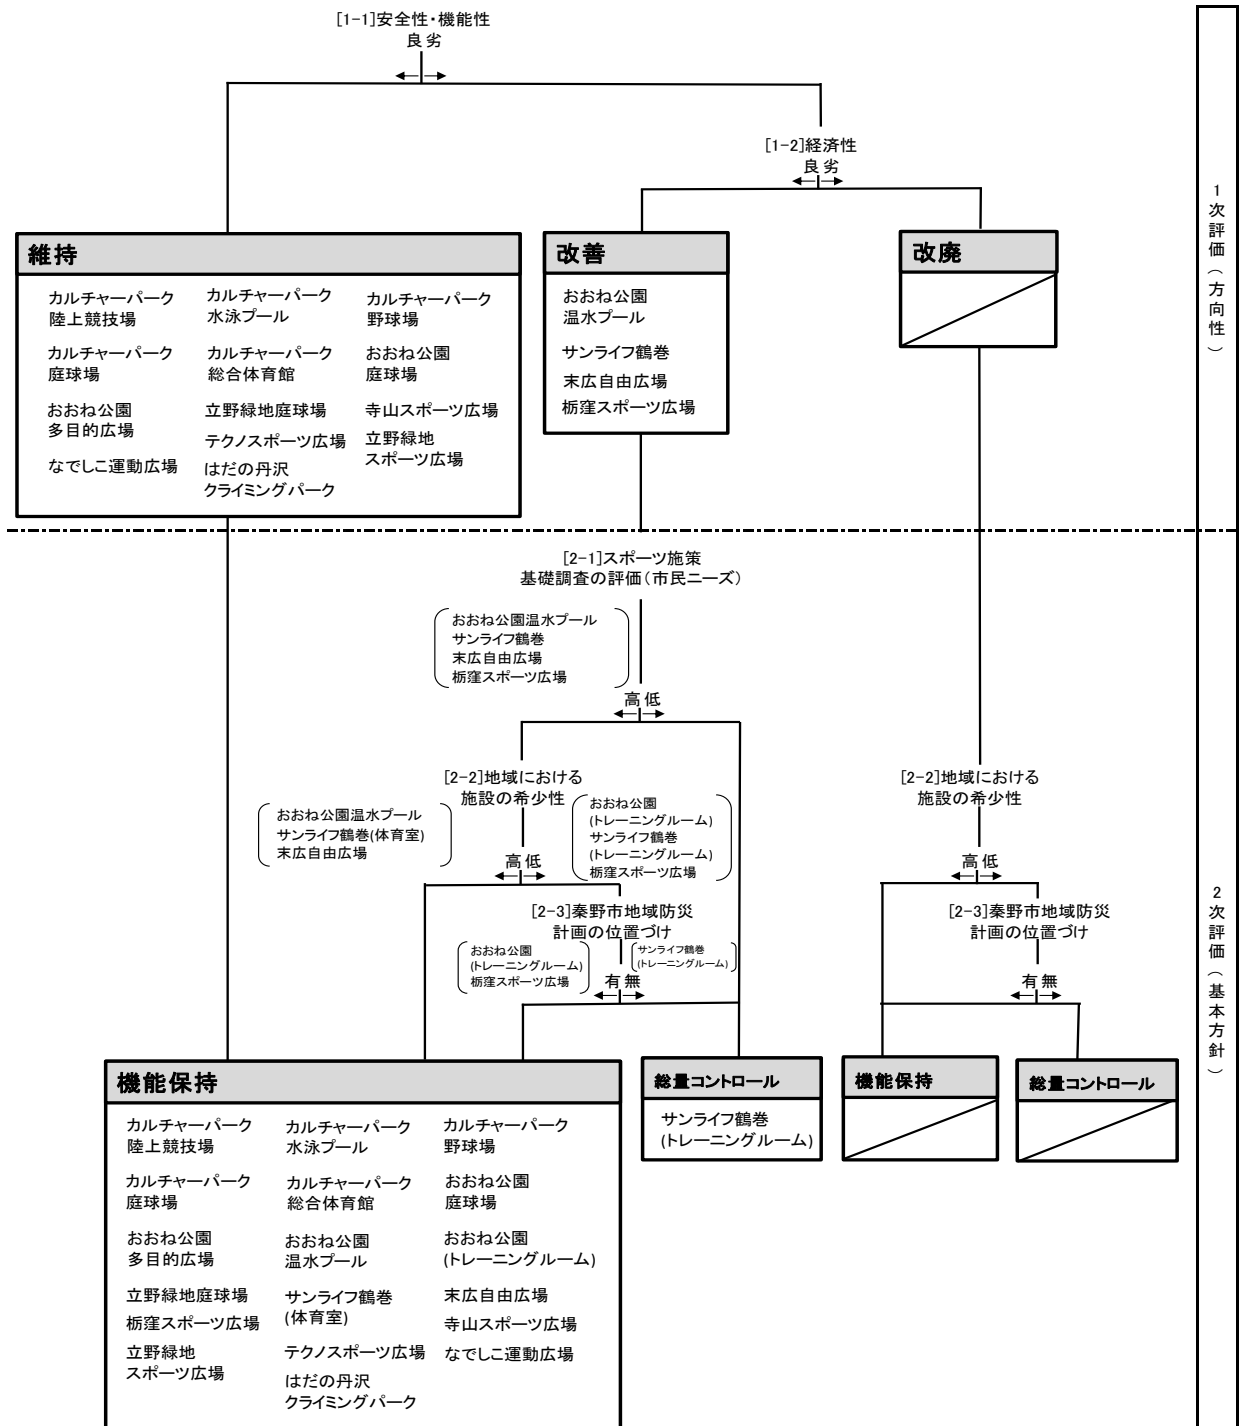 [1-1]安全性・機能性
良 劣
[1-2]経済性
良 劣
1次評価（方向性）
維持
カルチャーパーク
陸上競技場
カルチャーパーク
水泳プール
カルチャーパーク
野球場
カルチャーパーク
庭球場
カルチャーパーク
総合体育館
おおね公園
庭球場
おおね公園
多目的広場
立野緑地庭球場
寺山スポーツ広場
テクノスポーツ広場
立野緑地
スポーツ広場
なでしこ運動広場
はだの丹沢
クライミングパーク
改善
おおね公園
温水プール
サンライフ鶴巻
末広自由広場
栃窪スポーツ広場
改廃
[2-1]スポーツ施策
基礎調査の評価（市民ニーズ）
おおね公園温水プール
サンライフ鶴巻
末広自由広場
栃窪スポーツ広場
高 低
[2-2]地域における
施設の希少性
おおね公園温水プール
サンライフ鶴巻(体育室)
末広自由広場
おおね公園
(トレーニングルーム)
サンライフ鶴巻
(トレーニングルーム)
栃窪スポーツ広場
高 低
[2-3]秦野市地域防災
計画の位置づけ
おおね公園
(トレーニングルーム)
栃窪スポーツ広場
サンライフ鶴巻
(トレーニングルーム)
有 無
[2-2]地域における
施設の希少性
高 低
[2-3]秦野市地域防災
計画の位置づけ
有 無
2次評価（基本方針）
機能保持
カルチャーパーク
陸上競技場
カルチャーパーク
水泳プール
カルチャーパーク
野球場
カルチャーパーク
庭球場
カルチャーパーク
総合体育館
おおね公園
庭球場
おおね公園
多目的広場
おおね公園
温水プール
おおね公園
(トレーニングルーム)
立野緑地庭球場
サンライフ鶴巻
(体育室)
末広自由広場
栃窪スポーツ広場
寺山スポーツ広場
立野緑地
スポーツ広場
テクノスポーツ広場
なでしこ運動広場
はだの丹沢
クライミングパーク
総量コントロール
サンライフ鶴巻
(トレーニングルーム)
機能保持
総量コントロール